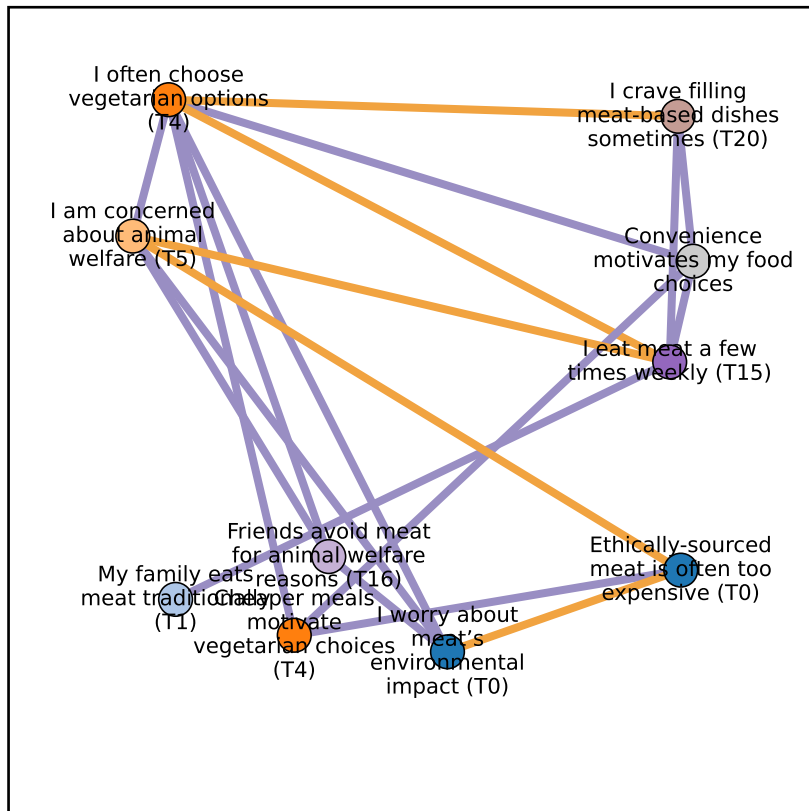 I often choose
vegetarian options
(T4)
I crave filling
meat-based dishes
sometimes (T20)
I am concerned
about animal
welfare (T5)
Convenience
motivates my food
choices
I eat meat a few
times weekly (T15)
Friends avoid meat
for animal welfare
reasons (T16)
Ethically-sourced
meat is often too
expensive (T0)
My family eats
meat traditionally
(T1)
Cheaper meals
motivate
vegetarian choices
(T4)
I worry about
meat’s
environmental
impact (T0)